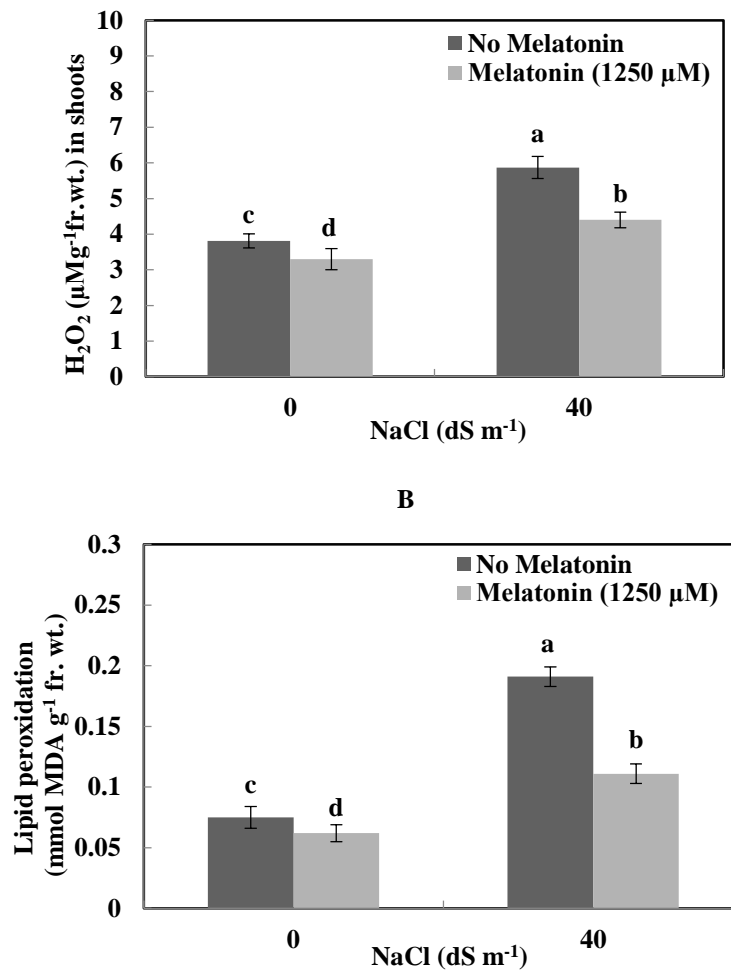 H₂O₂ (µMg⁻¹fr.wt.) in shoots
10
9
8
7
6
5
4
3
2
1
0
No Melatonin
Melatonin (1250 µM)
c
d
a
b
0
40
NaCl (dS m⁻¹)
B
Lipid peroxidation
(mmol MDA g⁻¹ fr. wt.)
0.3
0.25
0.2
0.15
0.1
0.05
0
No Melatonin
Melatonin (1250 µM)
c
d
a
b
0
40
NaCl (dS m⁻¹)